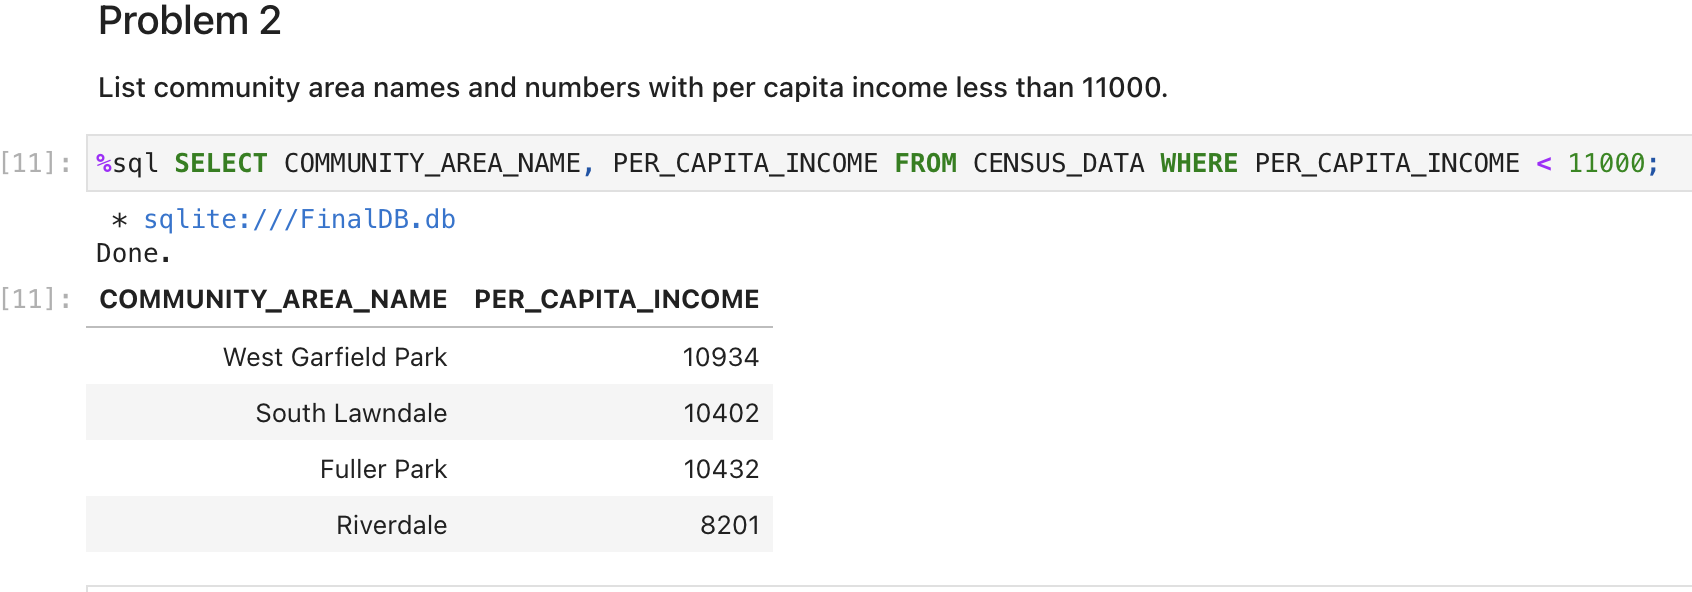 Problem 2
List community area names and numbers with per capita income less than 11000.
[11]: %sql SELECT COMMUNITY_AREA_NAME, PER_CAPITA_INCOME FROM CENSUS_DATA WHERE PER_CAPITA_INCOME < 11000;
* sqlite:///FinalDB.db
Done.
[11]: COMMUNITY_AREA_NAME PER_CAPITA_INCOME
West Garfield Park 10934
South Lawndale 10402
Fuller Park 10432
Riverdale 8201